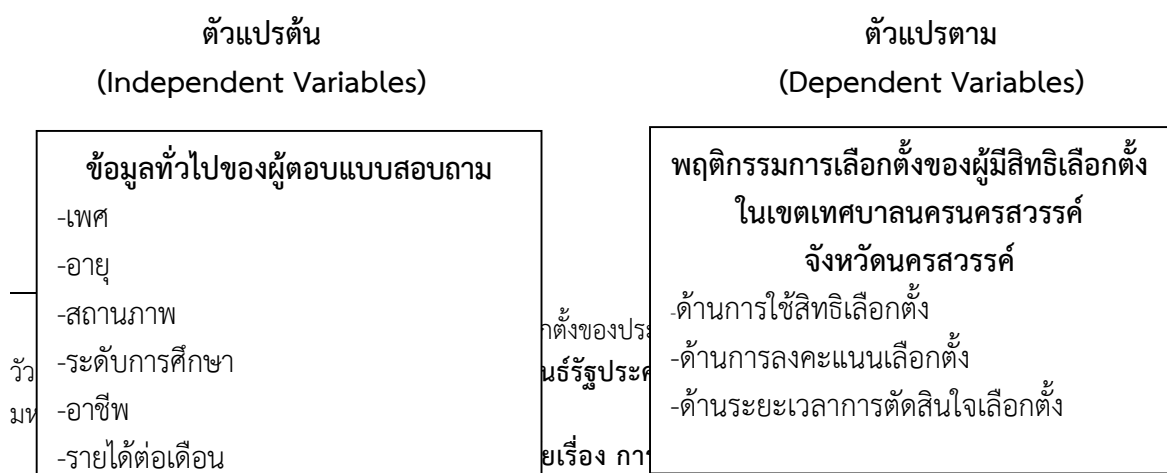 ตัวแปรต้น
(Independent Variables)
ข้อมูลทั่วไปของผู้ตอบแบบสอบถาม
-เพศ
-อายุ
-สถานภาพ
-ระดับการศึกษา
-อาชีพ
-รายได้ต่อเดือน
ตัวแปรตาม
(Dependent Variables)
พฤติกรรมการเลือกตั้งของผู้มีสิทธิเลือกตั้ง
ในเขตเทศบาลนครนครสวรรค์
จังหวัดนครสวรรค์
-ด้านการใช้สิทธิเลือกตั้ง
-ด้านการลงคะแนนเลือกตั้ง
-ด้านระยะเวลาการตัดสินใจเลือกตั้ง